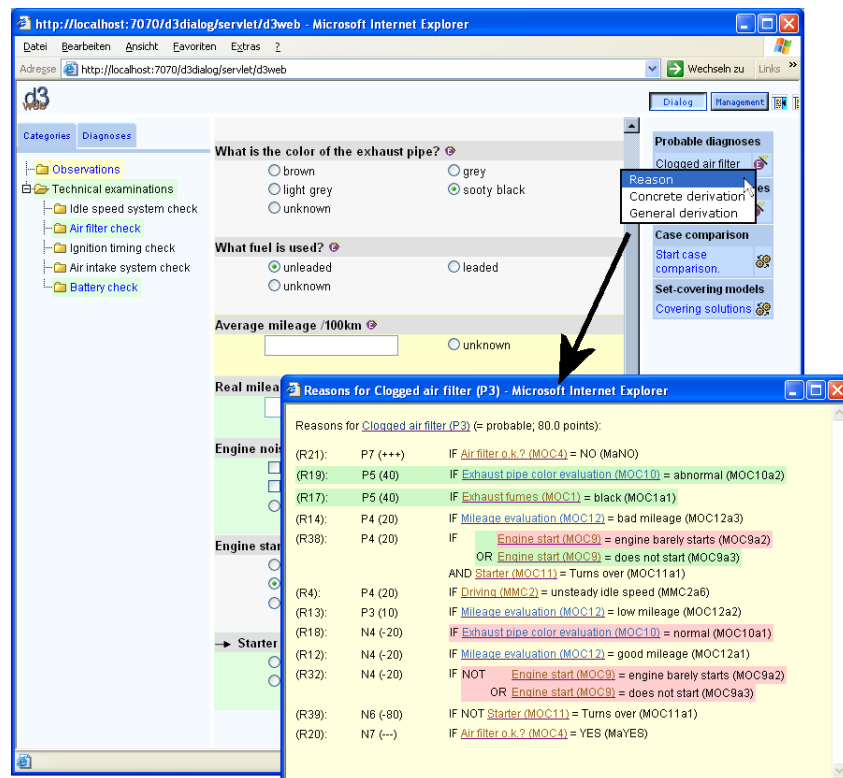 http://localhost:7070/d3dialog/servlet/d3web - Microsoft Internet Explorer
Datei Bearbeiten Ansicht Favoriten Extras ?
Adresse http://localhost:7070/d3dialog/servlet/d3web Wechseln zu Links »
d3
web
Dialog Management
Categories Diagnoses
Observations
Technical examinations
Idle speed system check
Air filter check
Ignition timing check
Air intake system check
Battery check
What is the color of the exhaust pipe?
brown grey
light grey sooty black
unknown
What fuel is used?
unleaded leaded
unknown
Average mileage /100km
unknown
Real milea
Engine nois
Engine star
Starter
Probable diagnoses
Clogged air filter
es
Reason
Concrete derivation
General derivation
Case comparison
Start case
comparison.
Set-covering models
Covering solutions
Reasons for Clogged air filter (P3) - Microsoft Internet Explorer
Reasons for Clogged air filter (P3) (= probable; 80.0 points):
(R21): P7 (+++) IF Air filter o.k.? (MOC4) = NO (MaNO)
(R19): P5 (40) IF Exhaust pipe color evaluation (MOC10) = abnormal (MOC10a2)
(R17): P5 (40) IF Exhaust fumes (MOC1) = black (MOC1a1)
(R14): P4 (20) IF Mileage evaluation (MOC12) = bad mileage (MOC12a3)
(R38): P4 (20) IF Engine start (MOC9) = engine barely starts (MOC9a2)
OR Engine start (MOC9) = does not start (MOC9a3)
AND Starter (MOC11) = Turns over (MOC11a1)
(R4): P4 (20) IF Driving (MMC2) = unsteady idle speed (MMC2a6)
(R13): P3 (10) IF Mileage evaluation (MOC12) = low mileage (MOC12a2)
(R18): N4 (-20) IF Exhaust pipe color evaluation (MOC10) = normal (MOC10a1)
(R12): N4 (-20) IF Mileage evaluation (MOC12) = good mileage (MOC12a1)
(R32): N4 (-20) IF NOT Engine start (MOC9) = engine barely starts (MOC9a2)
OR Engine start (MOC9) = does not start (MOC9a3)
(R39): N6 (-80) IF NOT Starter (MOC11) = Turns over (MOC11a1)
(R20): N7 (---) IF Air filter o.k.? (MOC4) = YES (MaYES)